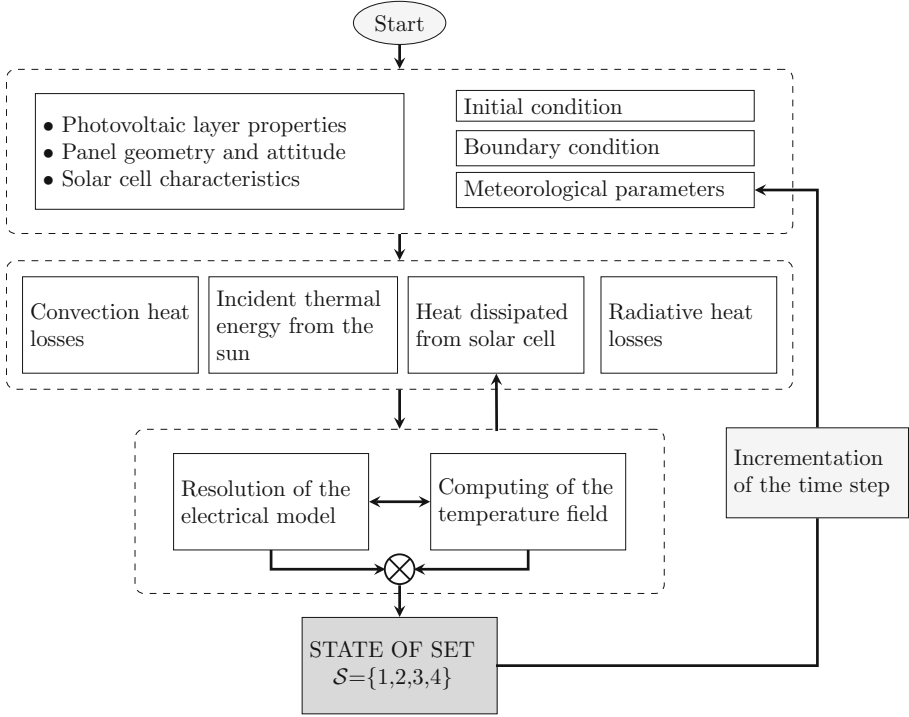 Start
• Photovoltaic layer properties
• Panel geometry and attitude
• Solar cell characteristics
Initial condition
Boundary condition
Meteorological parameters
Convection heat
losses
Incident thermal
energy from the
sun
Heat dissipated
from solar cell
Radiative heat
losses
Resolution of the
electrical model
Computing of the
temperature field
Incrementation
of the time step
STATE OF SET
𝒮={1,2,3,4}